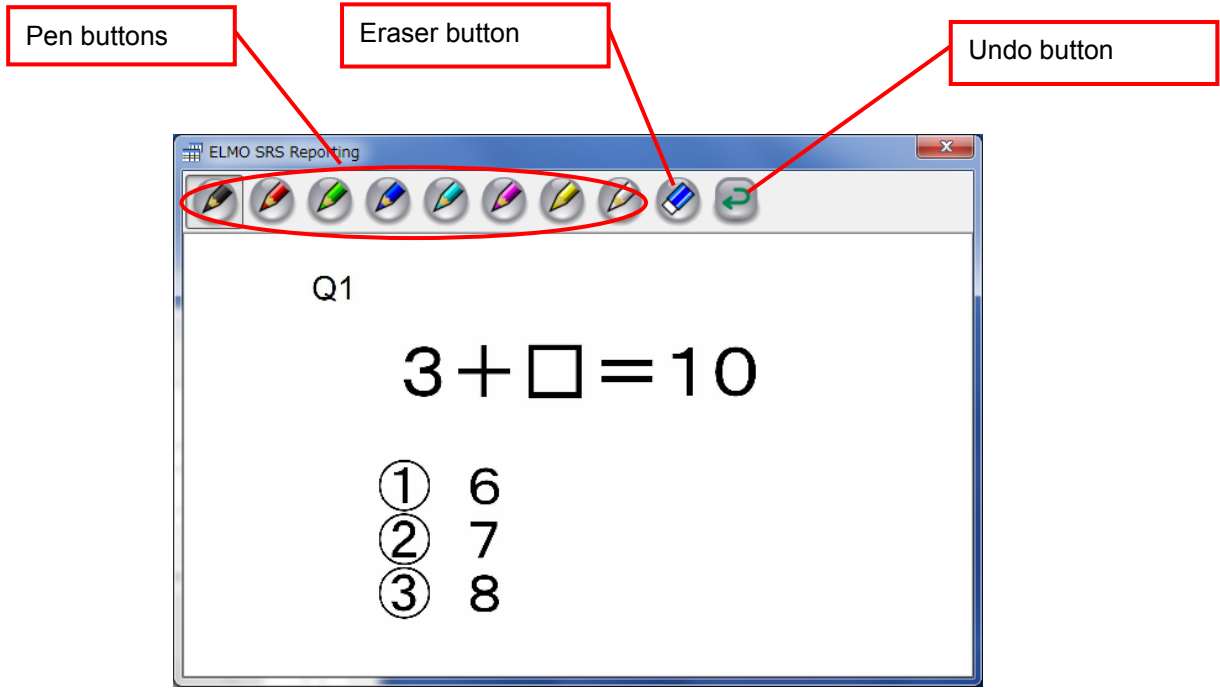 Pen buttons
Eraser button
Undo button
ELMO SRS Reporting
x
Q1
3+□=10
① 6
② 7
③ 8